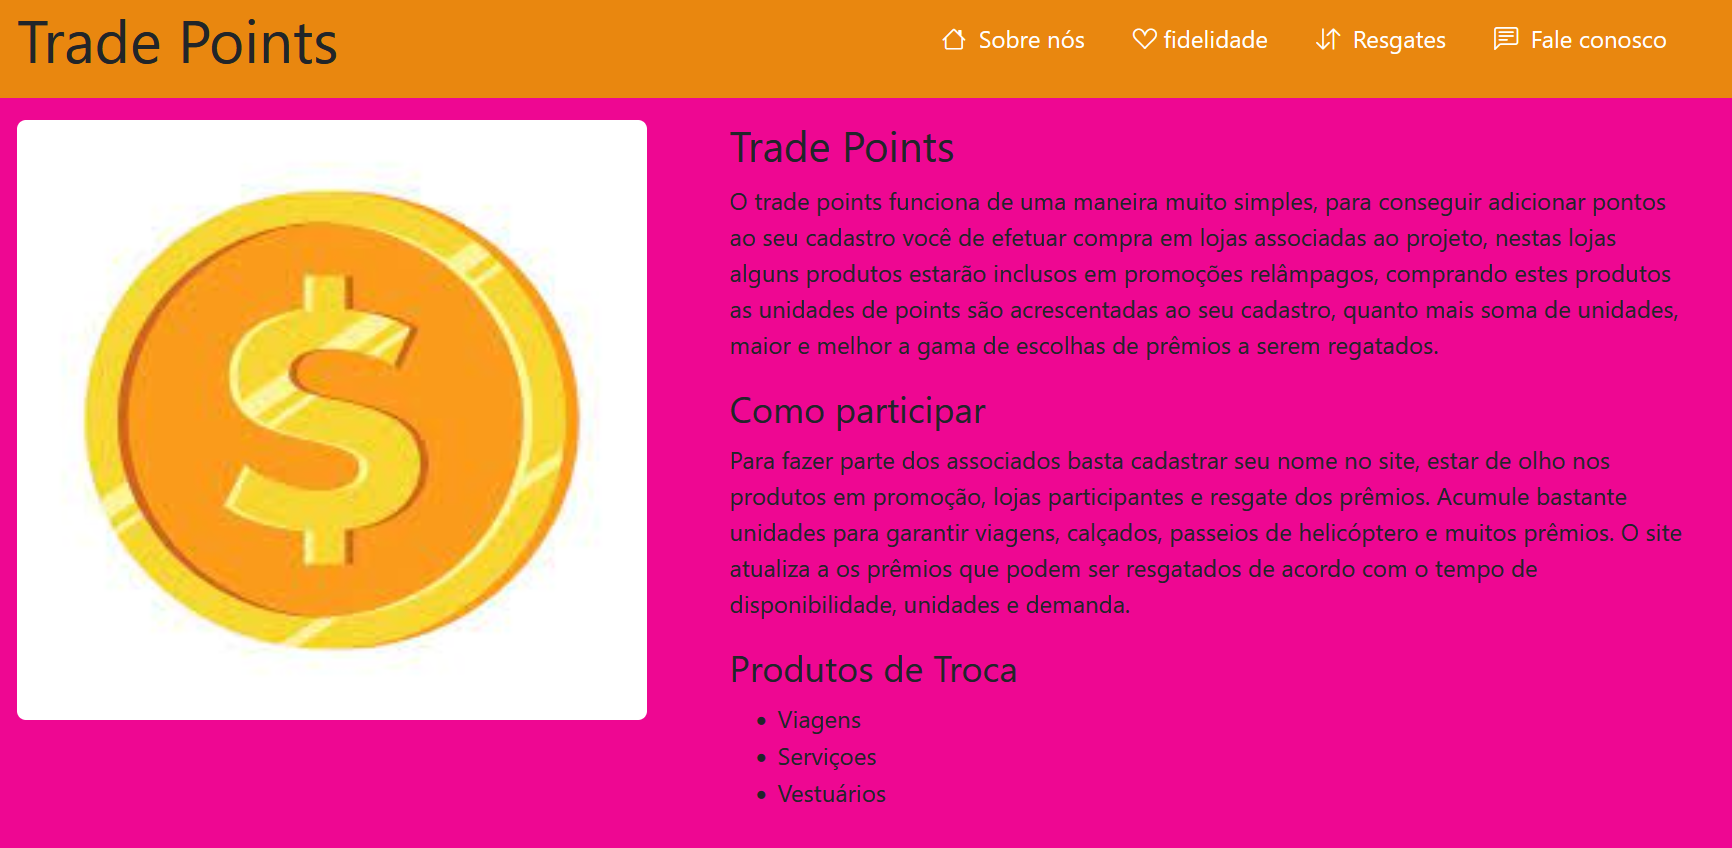 Trade Points
Sobre nós
fidelidade
Resgates
Fale conosco
$
Trade Points
O trade points funciona de uma maneira muito simples, para conseguir adicionar pontos
ao seu cadastro você de efetuar compra em lojas associadas ao projeto, nestas lojas
alguns produtos estarão inclusos em promoções relâmpagos, comprando estes produtos
as unidades de points são acrescentadas ao seu cadastro, quanto mais soma de unidades,
maior e melhor a gama de escolhas de prêmios a serem regatados.
Como participar
Para fazer parte dos associados basta cadastrar seu nome no site, estar de olho nos
produtos em promoção, lojas participantes e resgate dos prêmios. Acumule bastante
unidades para garantir viagens, calçados, passeios de helicóptero e muitos prêmios. O site
atualiza a os prêmios que podem ser resgatados de acordo com o tempo de
disponibilidade, unidades e demanda.
Produtos de Troca
• Viagens
• Serviçoes
• Vestuários